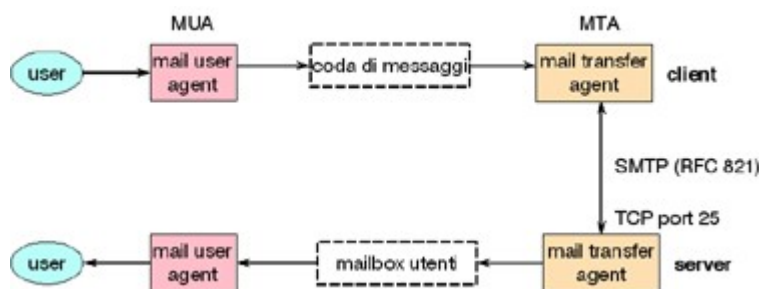 MUA
MTA
user
mail user
agent
coda di messaggi
mail transfer
agent
client
SMTP (RFC 821)
TCP port 25
user
mail user
agent
mailbox utenti
mail transfer
agent
server